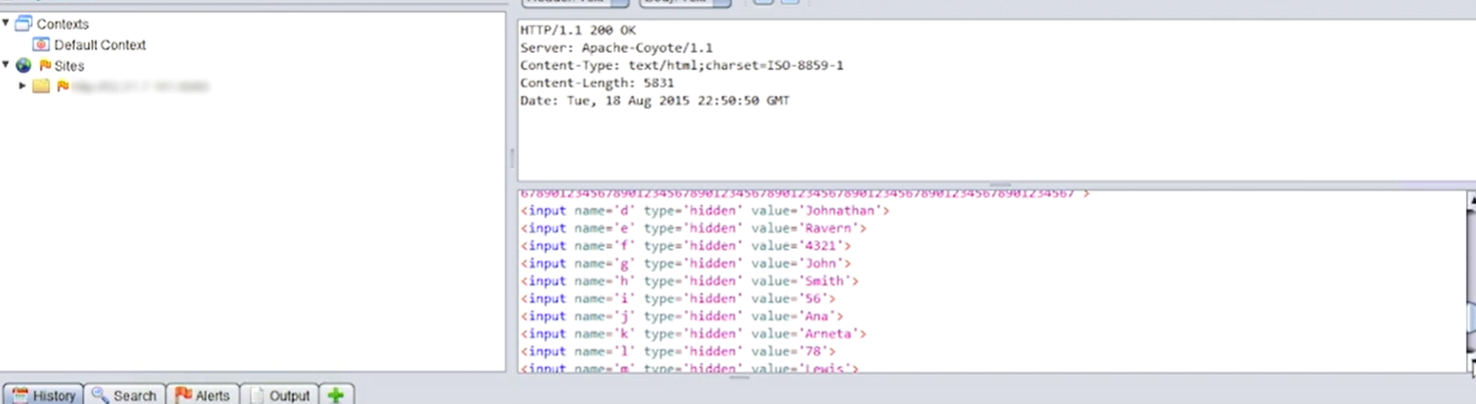 Contexts
Default Context
Sites
HTTP/1.1 200 OK
Server: Apache-Coyote/1.1
Content-Type: text/html;charset=ISO-8859-1
Content-Length: 5831
Date: Tue, 18 Aug 2015 22:50:50 GMT
6789012345678901234567890123456789012345678901234567890123456789012345678901234567'>
<input name='d' type='hidden' value='Johnathan'>
<input name='e' type='hidden' value='Ravern'>
<input name='f' type='hidden' value='4321'>
<input name='g' type='hidden' value='John'>
<input name='h' type='hidden' value='Smith'>
<input name='i' type='hidden' value='56'>
<input name='j' type='hidden' value='Ana'>
<input name='k' type='hidden' value='Arneta'>
<input name='l' type='hidden' value='78'>
<input name='m' type='hidden' value='Lewis'>
History Search Alerts Output